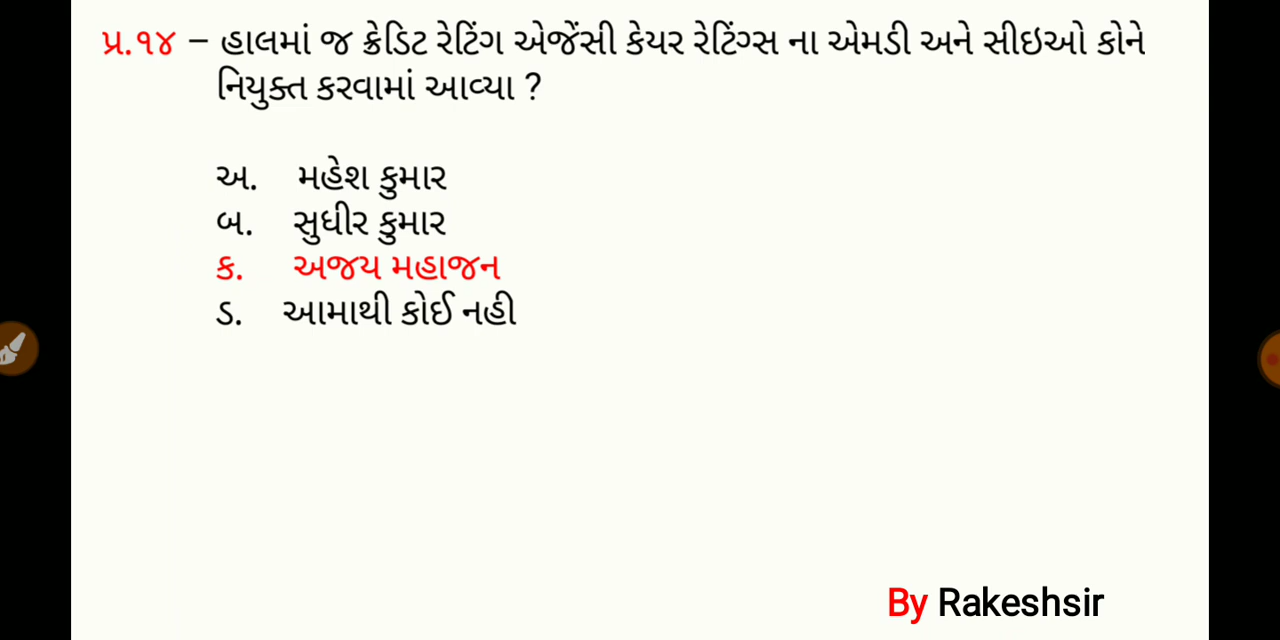 પ્ર.૧૪ – હાલમાં જ ક્રેડિટ રેટિંગ એજેંસી કેયર રેટિંગ્સ ના એમડી અને સીઇઓ કોને
નિયુક્ત કરવામાં આવ્યા ?
અ. મહેશ કુમાર
બ. સુધીર કુમાર
ક. અજય મહાજન
ડ. આમાથી કોઈ નહી
By Rakeshsir